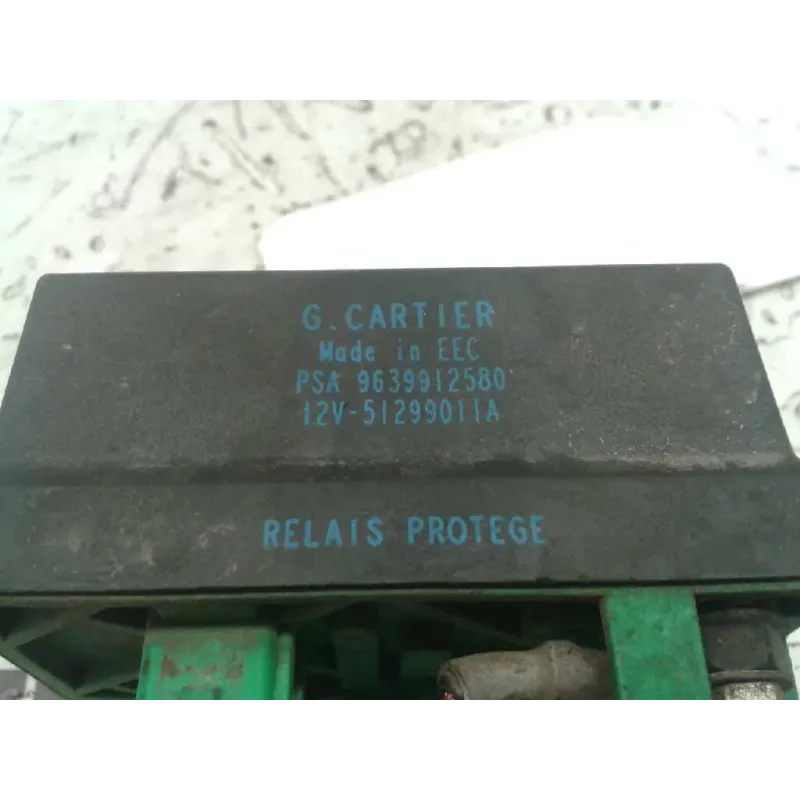 G. CARTIER
Made in EEC
PSA 9639912580
12V-51299011A
RELAIS PROTEGE